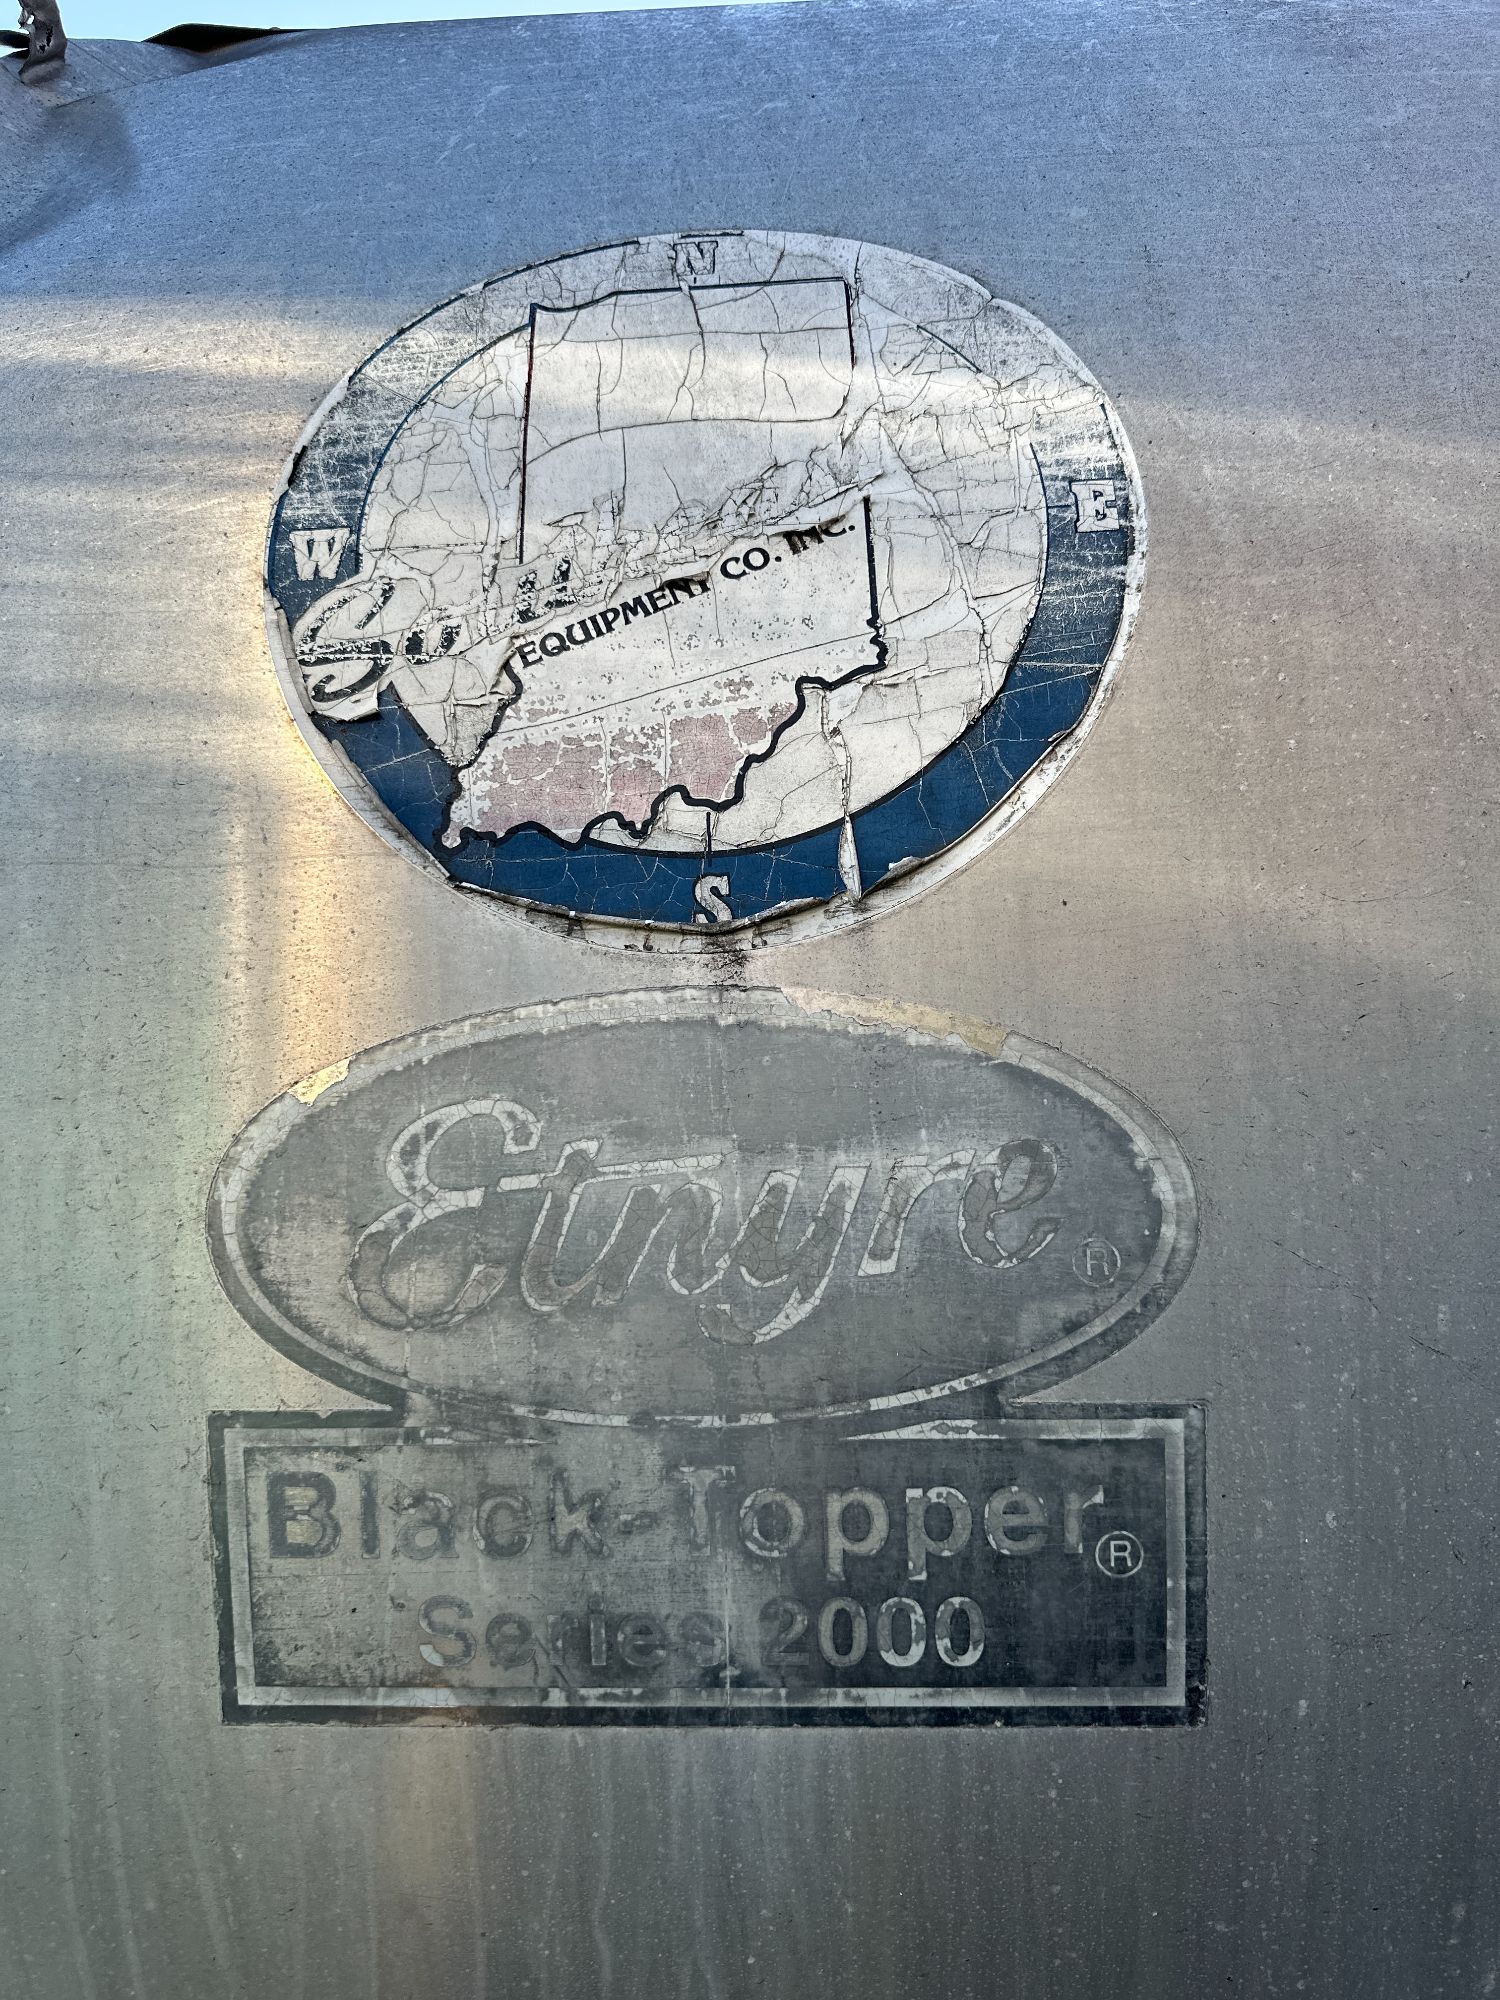 N
W
E
EQUIPMENT CO. INC.
S
Etnyre ®
Black-Topper®
Series 2000